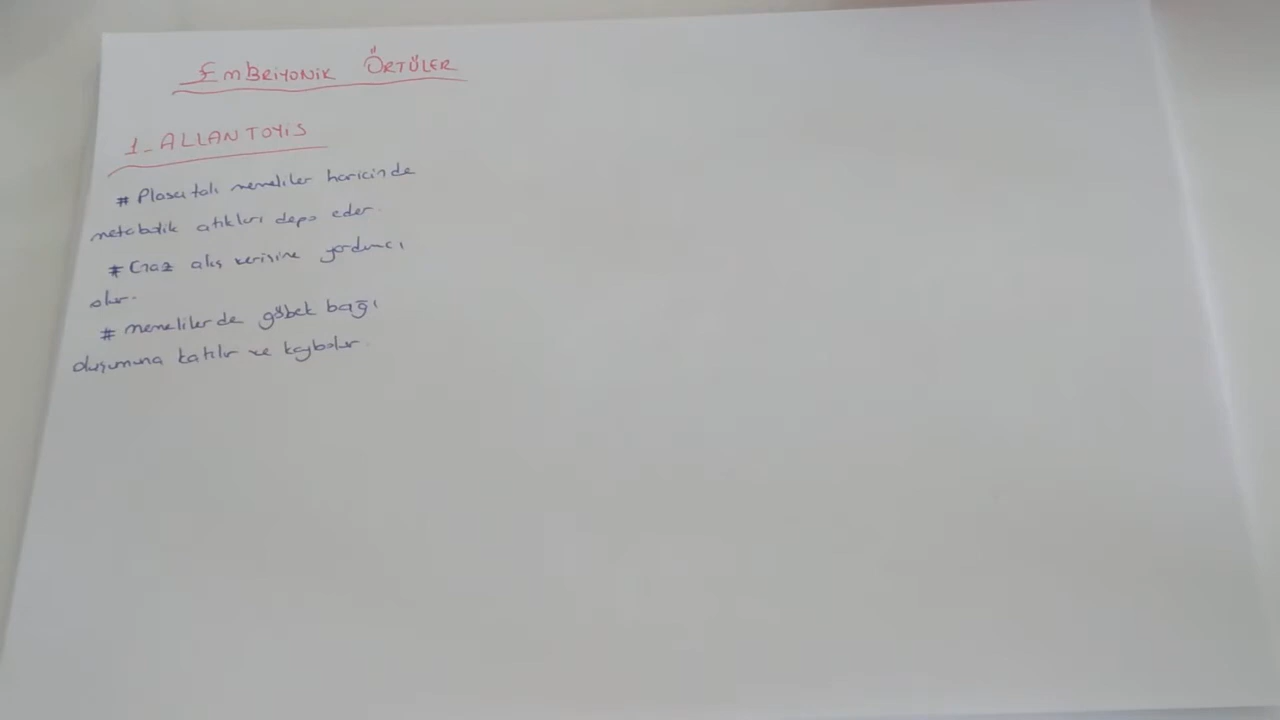 EMBRİYONİK ÖRTÜLER
1- ALLANTOYİS
# Plasentalı memeliler haricinde
metabolik atıkları depo eder.
# Gaz alış verişine yardımcı
olur.
# memelilerde göbek bağı
oluşumuna katılır ve kaybolur.